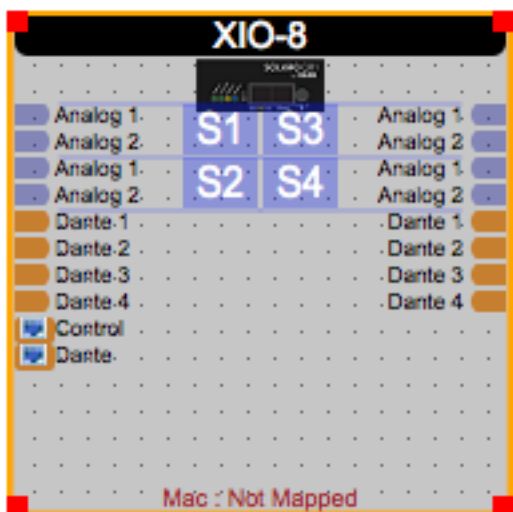 XIO-8
Analog 1 S1 S3 Analog 1
Analog 2 Analog 2
Analog 1 S2 S4 Analog 1
Analog 2 Analog 2
Dante 1 Dante 1
Dante 2 Dante 2
Dante 3 Dante 3
Dante 4 Dante 4
Control
Dante
Mac : Not Mapped